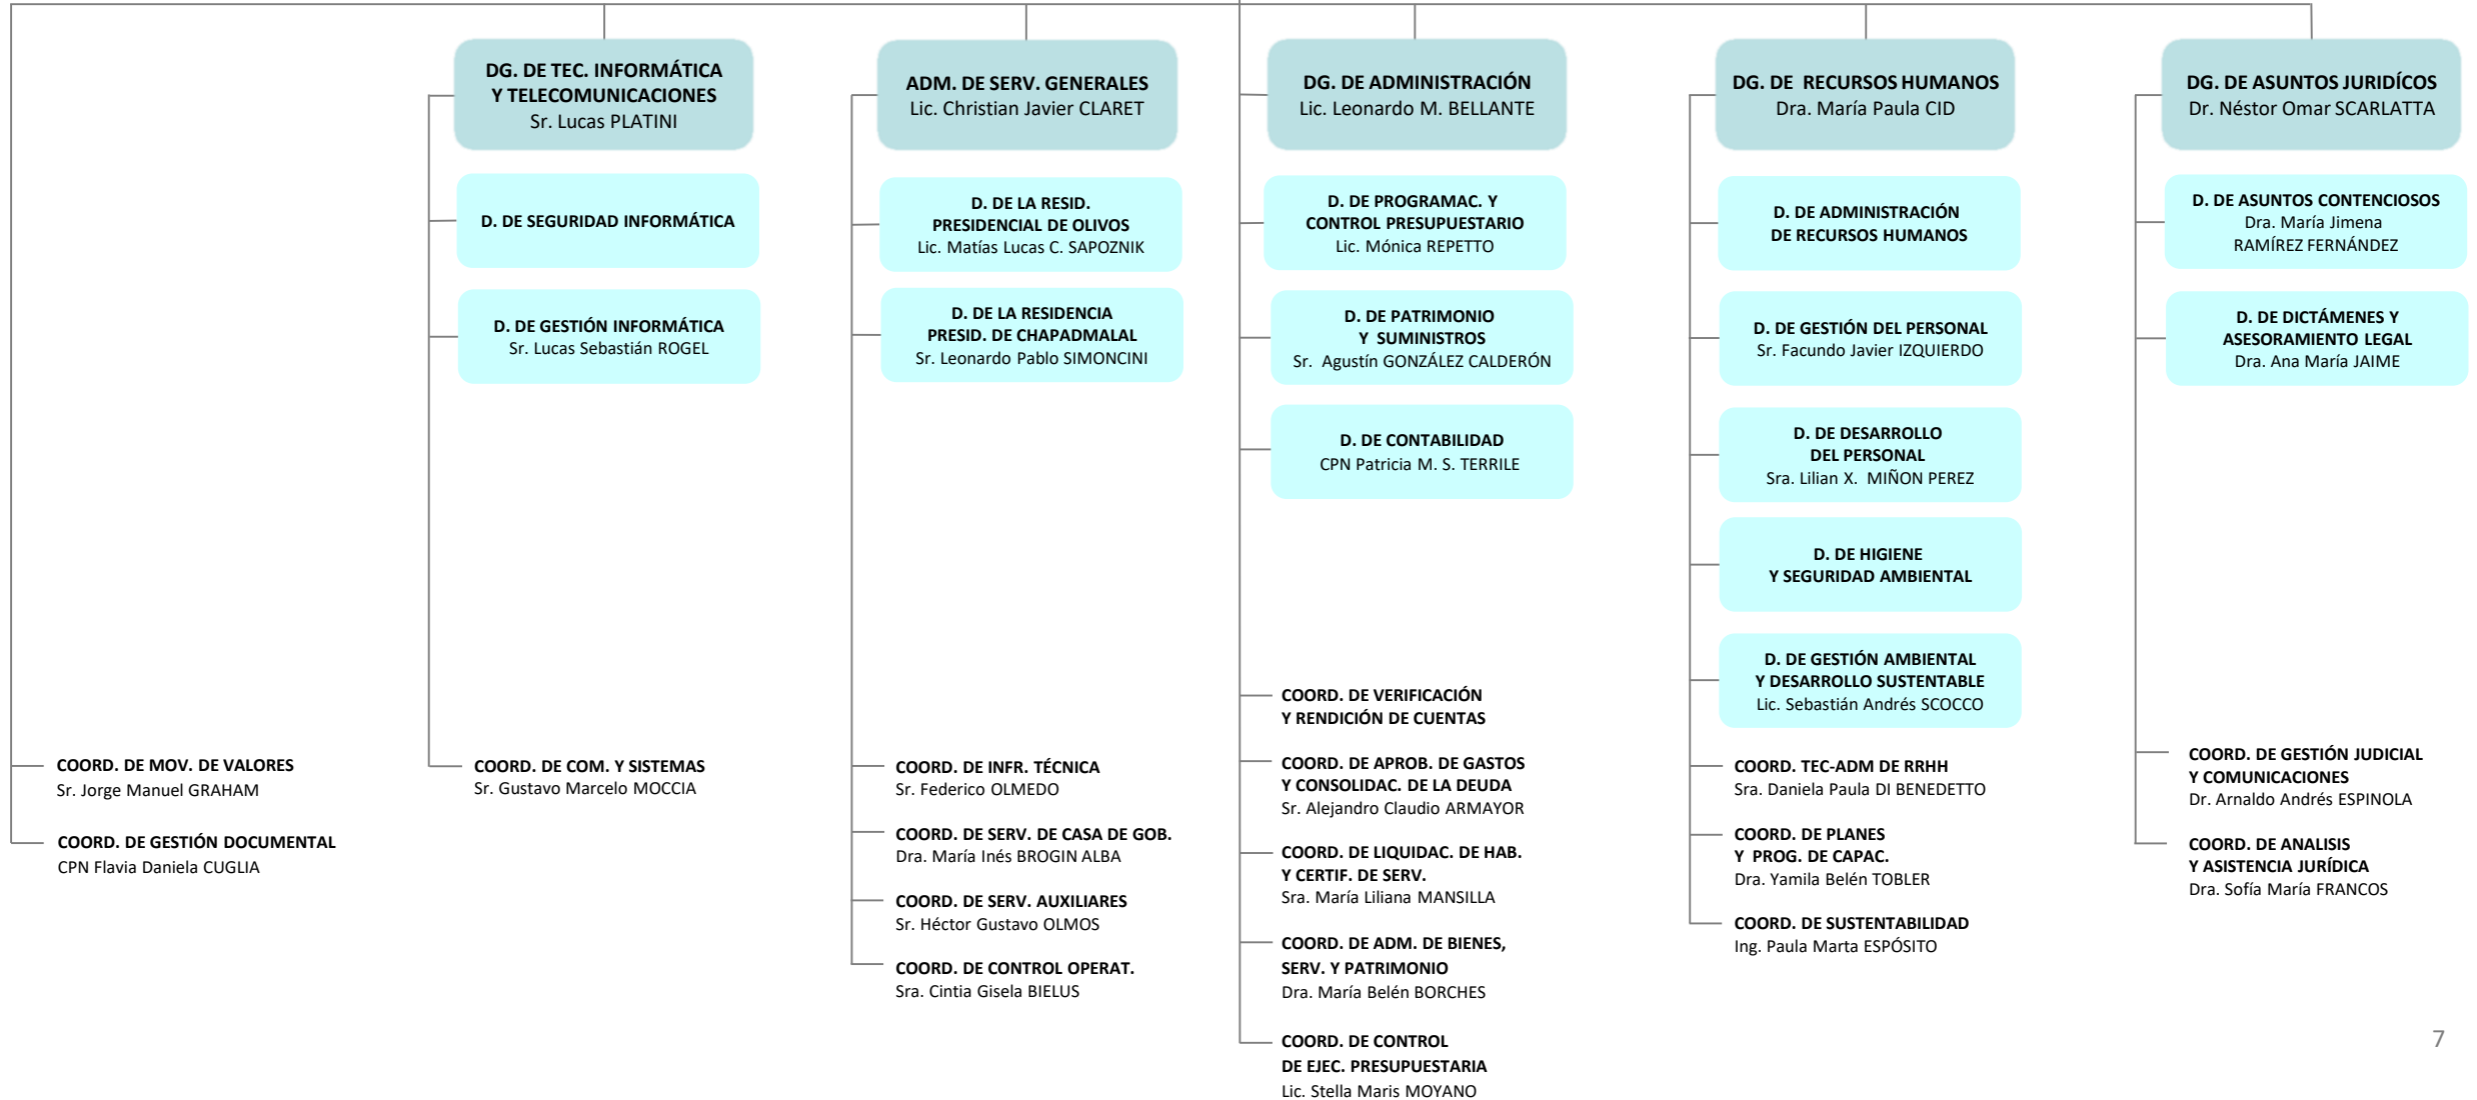 DG. DE TEC. INFORMÁTICA
Y TELECOMUNICACIONES
Sr. Lucas PLATINI
D. DE SEGURIDAD INFORMÁTICA
D. DE GESTIÓN INFORMÁTICA
Sr. Lucas Sebastián ROGEL
ADM. DE SERV. GENERALES
Lic. Christian Javier CLARET
D. DE LA RESID.
PRESIDENCIAL DE OLIVOS
Lic. Matías Lucas C. SAPOZNIK
D. DE LA RESIDENCIA
PRESID. DE CHAPADMALAL
Sr. Leonardo Pablo SIMONCINI
DG. DE ADMINISTRACIÓN
Lic. Leonardo M. BELLANTE
D. DE PROGRAMAC. Y
CONTROL PRESUPUESTARIO
Lic. Mónica REPETTO
D. DE PATRIMONIO
Y SUMINISTROS
Sr. Agustín GONZÁLEZ CALDERÓN
D. DE CONTABILIDAD
CPN Patricia M. S. TERRILE
DG. DE RECURSOS HUMANOS
Dra. María Paula CID
D. DE ADMINISTRACIÓN
DE RECURSOS HUMANOS
D. DE GESTIÓN DEL PERSONAL
Sr. Facundo Javier IZQUIERDO
D. DE DESARROLLO
DEL PERSONAL
Sra. Lilian X. MIÑON PEREZ
D. DE HIGIENE
Y SEGURIDAD AMBIENTAL
D. DE GESTIÓN AMBIENTAL
Y DESARROLLO SUSTENTABLE
Lic. Sebastián Andrés SCOCCO
DG. DE ASUNTOS JURIDÍCOS
Dr. Néstor Omar SCARLATTA
D. DE ASUNTOS CONTENCIOSOS
Dra. María Jimena
RAMÍREZ FERNÁNDEZ
D. DE DICTÁMENES Y
ASESORAMIENTO LEGAL
Dra. Ana María JAIME
COORD. DE MOV. DE VALORES
Sr. Jorge Manuel GRAHAM
COORD. DE GESTIÓN DOCUMENTAL
CPN Flavia Daniela CUGLIA
COORD. DE COM. Y SISTEMAS
Sr. Gustavo Marcelo MOCCIA
COORD. DE INFR. TÉCNICA
Sr. Federico OLMEDO
COORD. DE SERV. DE CASA DE GOB.
Dra. María Inés BROGIN ALBA
COORD. DE SERV. AUXILIARES
Sr. Héctor Gustavo OLMOS
COORD. DE CONTROL OPERAT.
Sra. Cintia Gisela BIELUS
COORD. DE VERIFICACIÓN
Y RENDICIÓN DE CUENTAS
COORD. DE APROB. DE GASTOS
Y CONSOLIDAC. DE LA DEUDA
Sr. Alejandro Claudio ARMAYOR
COORD. DE LIQUIDAC. DE HAB.
Y CERTIF. DE SERV.
Sra. María Liliana MANSILLA
COORD. DE ADM. DE BIENES,
SERV. Y PATRIMONIO
Dra. María Belén BORCHES
COORD. DE CONTROL
DE EJEC. PRESUPUESTARIA
Lic. Stella Maris MOYANO
COORD. TEC-ADM DE RRHH
Sra. Daniela Paula DI BENEDETTO
COORD. DE PLANES
Y PROG. DE CAPAC.
Dra. Yamila Belén TOBLER
COORD. DE SUSTENTABILIDAD
Ing. Paula Marta ESPÓSITO
COORD. DE GESTIÓN JUDICIAL
Y COMUNICACIONES
Dr. Arnaldo Andrés ESPINOLA
COORD. DE ANALISIS
Y ASISTENCIA JURÍDICA
Dra. Sofía María FRANCOS
7